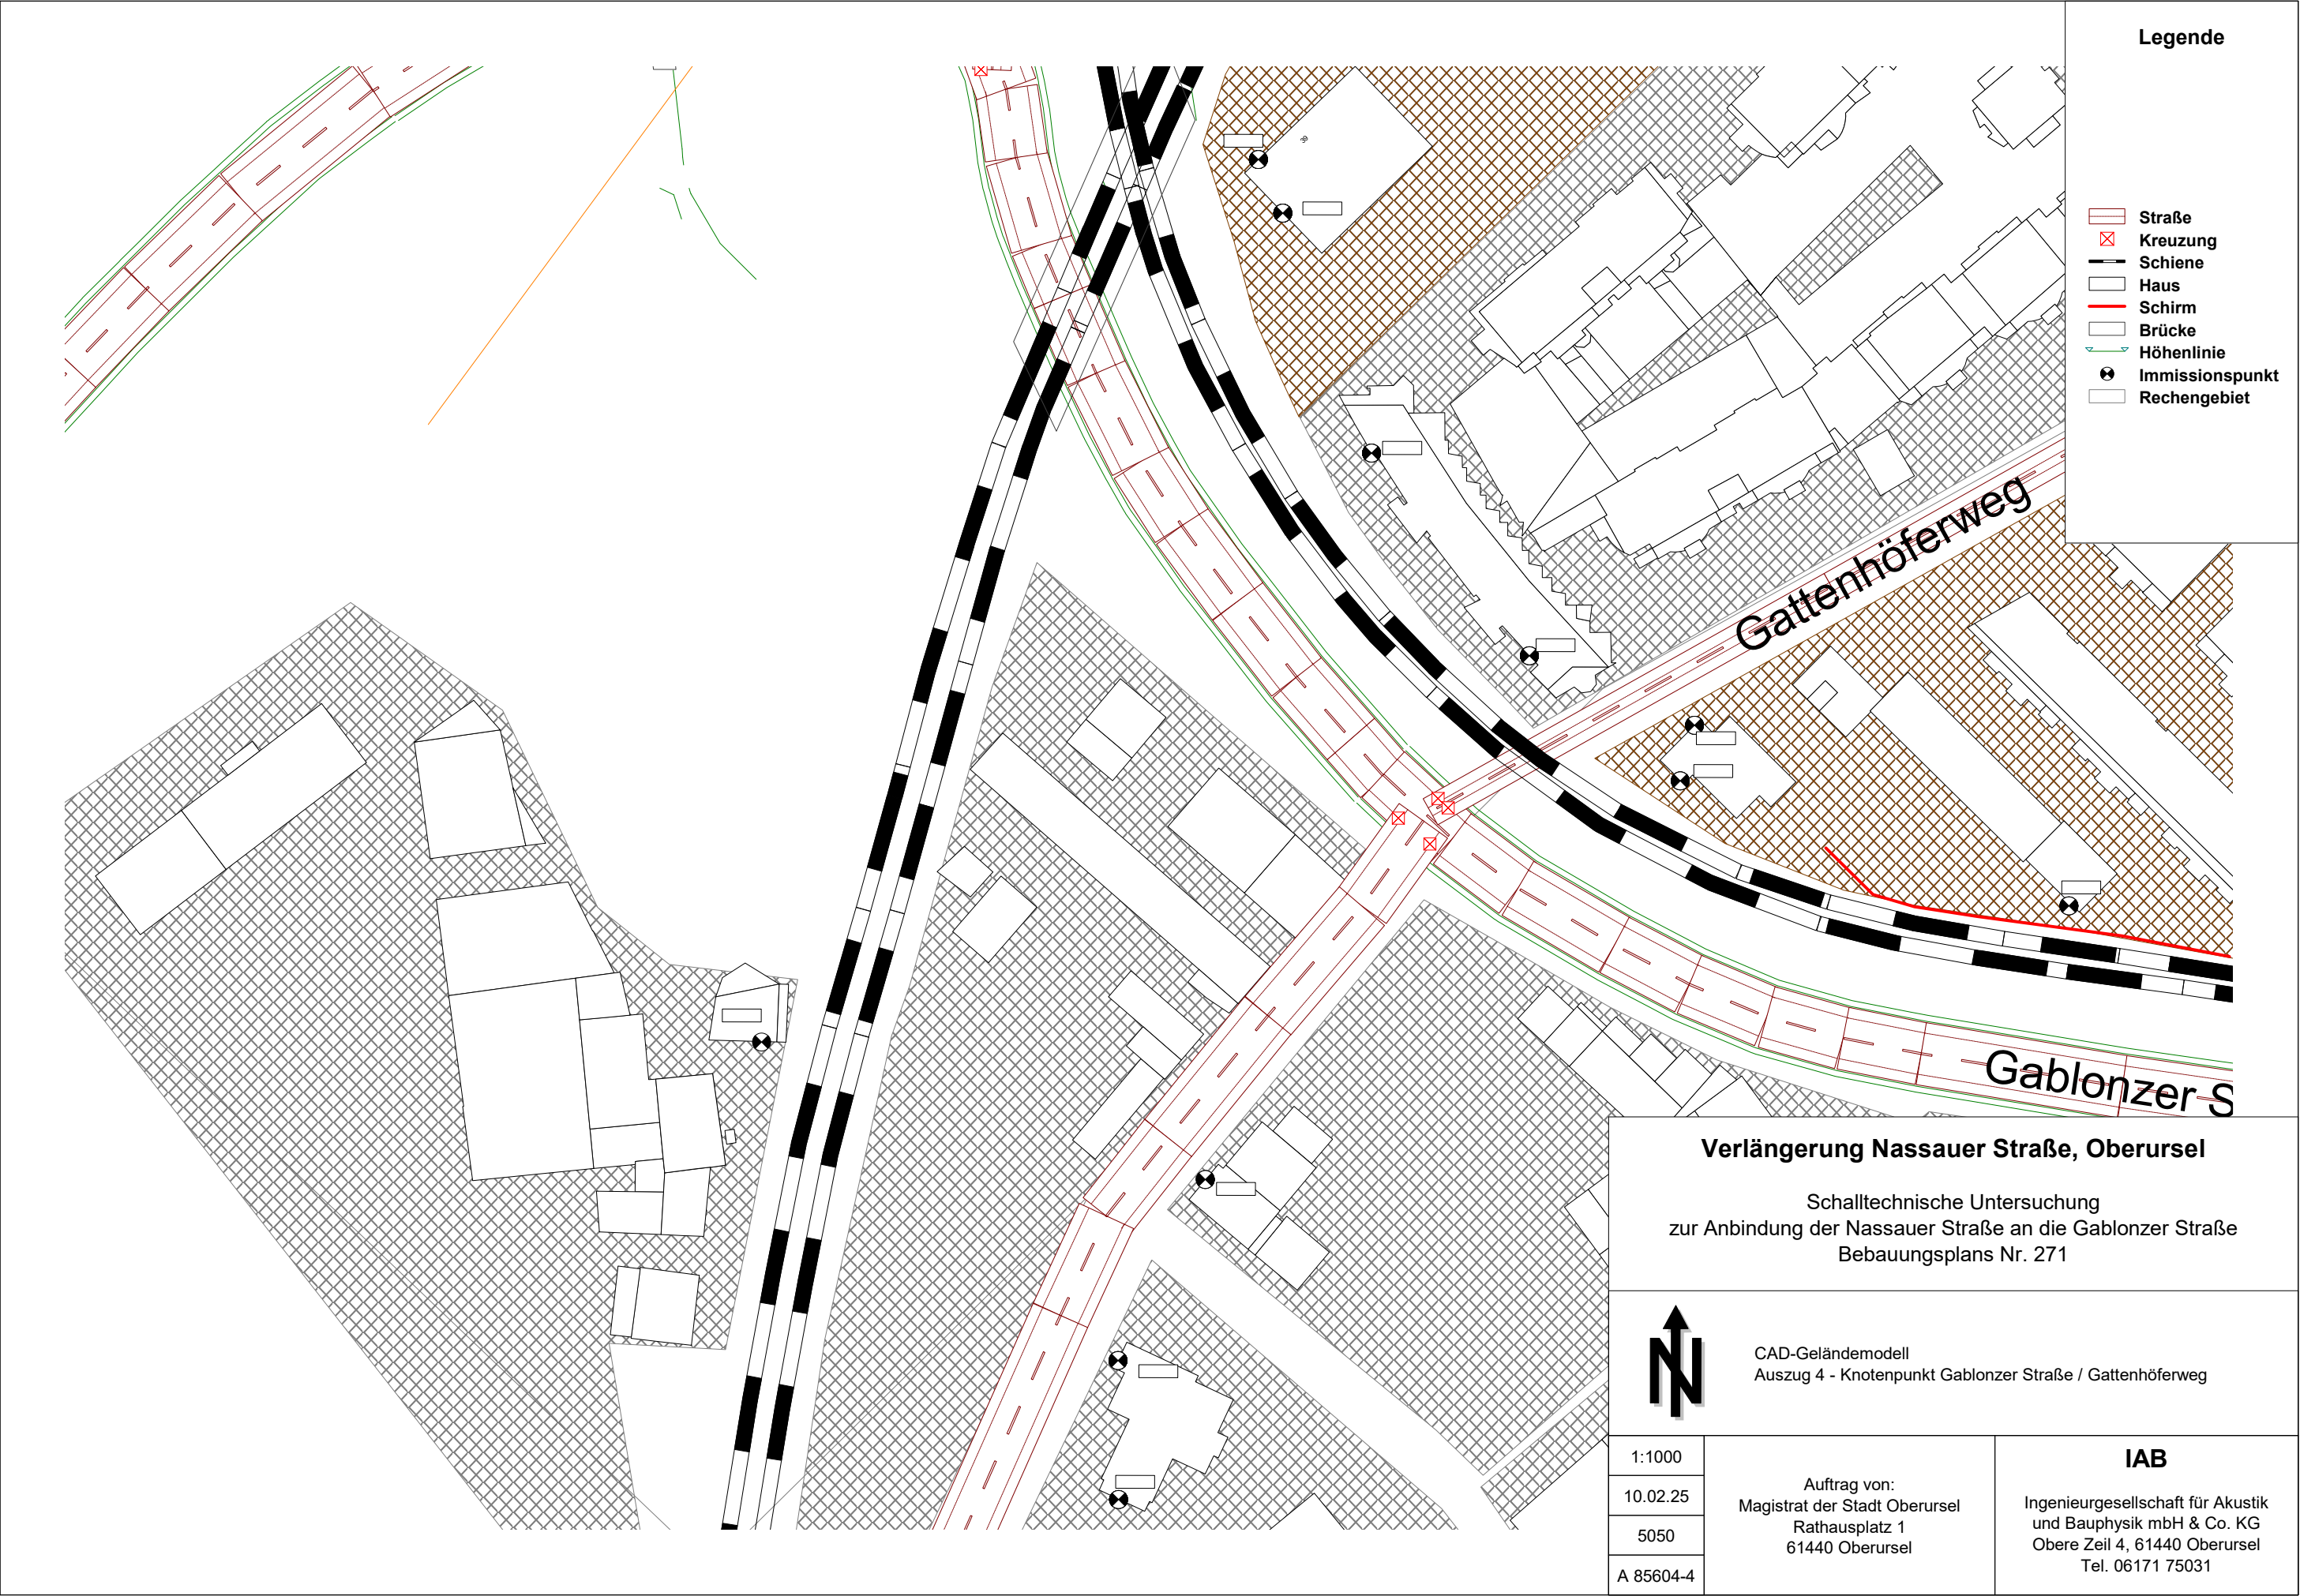 Legende
Straße
Kreuzung
Schiene
Haus
Schirm
Brücke
Höhenlinie
Immissionspunkt
Rechengebiet
39
Gattenhöferweg
Gablonzer S
Verlängerung Nassauer Straße, Oberursel
Schalltechnische Untersuchung
zur Anbindung der Nassauer Straße an die Gablonzer Straße
Bebauungsplans Nr. 271
N
CAD-Geländemodell
Auszug 4 - Knotenpunkt Gablonzer Straße / Gattenhöferweg
1:1000
10.02.25
5050
A 85604-4
Auftrag von:
Magistrat der Stadt Oberursel
Rathausplatz 1
61440 Oberursel
IAB
Ingenieurgesellschaft für Akustik
und Bauphysik mbH & Co. KG
Obere Zeil 4, 61440 Oberursel
Tel. 06171 75031